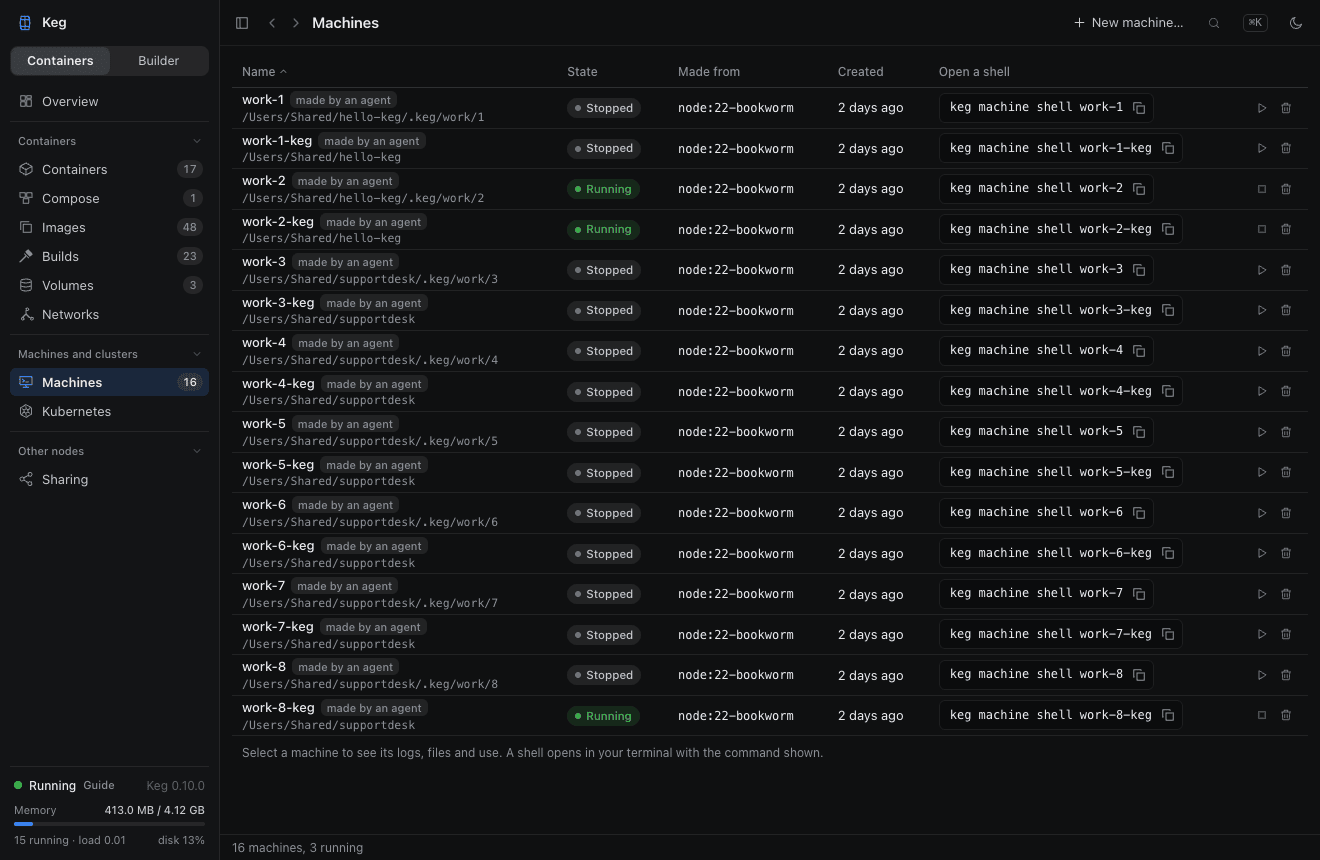 Keg
Machines
New machine...
⌘K
Containers
Builder
Overview
Containers
Containers 17
Compose 1
Images 48
Builds 23
Volumes 3
Networks
Machines and clusters
Machines 16
Kubernetes
Other nodes
Sharing
Running Guide Keg 0.10.0
Memory 413.0 MB / 4.12 GB
15 running · load 0.01 disk 13%
Name State Made from Created Open a shell
work-1 made by an agent Stopped node:22-bookworm 2 days ago keg machine shell work-1
/Users/Shared/hello-keg/.keg/work/1
work-1-keg made by an agent Stopped node:22-bookworm 2 days ago keg machine shell work-1-keg
/Users/Shared/hello-keg
work-2 made by an agent Running node:22-bookworm 2 days ago keg machine shell work-2
/Users/Shared/hello-keg/.keg/work/2
work-2-keg made by an agent Running node:22-bookworm 2 days ago keg machine shell work-2-keg
/Users/Shared/hello-keg
work-3 made by an agent Stopped node:22-bookworm 2 days ago keg machine shell work-3
/Users/Shared/supportdesk/.keg/work/3
work-3-keg made by an agent Stopped node:22-bookworm 2 days ago keg machine shell work-3-keg
/Users/Shared/supportdesk
work-4 made by an agent Stopped node:22-bookworm 2 days ago keg machine shell work-4
/Users/Shared/supportdesk/.keg/work/4
work-4-keg made by an agent Stopped node:22-bookworm 2 days ago keg machine shell work-4-keg
/Users/Shared/supportdesk
work-5 made by an agent Stopped node:22-bookworm 2 days ago keg machine shell work-5
/Users/Shared/supportdesk/.keg/work/5
work-5-keg made by an agent Stopped node:22-bookworm 2 days ago keg machine shell work-5-keg
/Users/Shared/supportdesk
work-6 made by an agent Stopped node:22-bookworm 2 days ago keg machine shell work-6
/Users/Shared/supportdesk/.keg/work/6
work-6-keg made by an agent Stopped node:22-bookworm 2 days ago keg machine shell work-6-keg
/Users/Shared/supportdesk
work-7 made by an agent Stopped node:22-bookworm 2 days ago keg machine shell work-7
/Users/Shared/supportdesk/.keg/work/7
work-7-keg made by an agent Stopped node:22-bookworm 2 days ago keg machine shell work-7-keg
/Users/Shared/supportdesk
work-8 made by an agent Stopped node:22-bookworm 2 days ago keg machine shell work-8
/Users/Shared/supportdesk/.keg/work/8
work-8-keg made by an agent Running node:22-bookworm 2 days ago keg machine shell work-8-keg
/Users/Shared/supportdesk
Select a machine to see its logs, files and use. A shell opens in your terminal with the command shown.
16 machines, 3 running